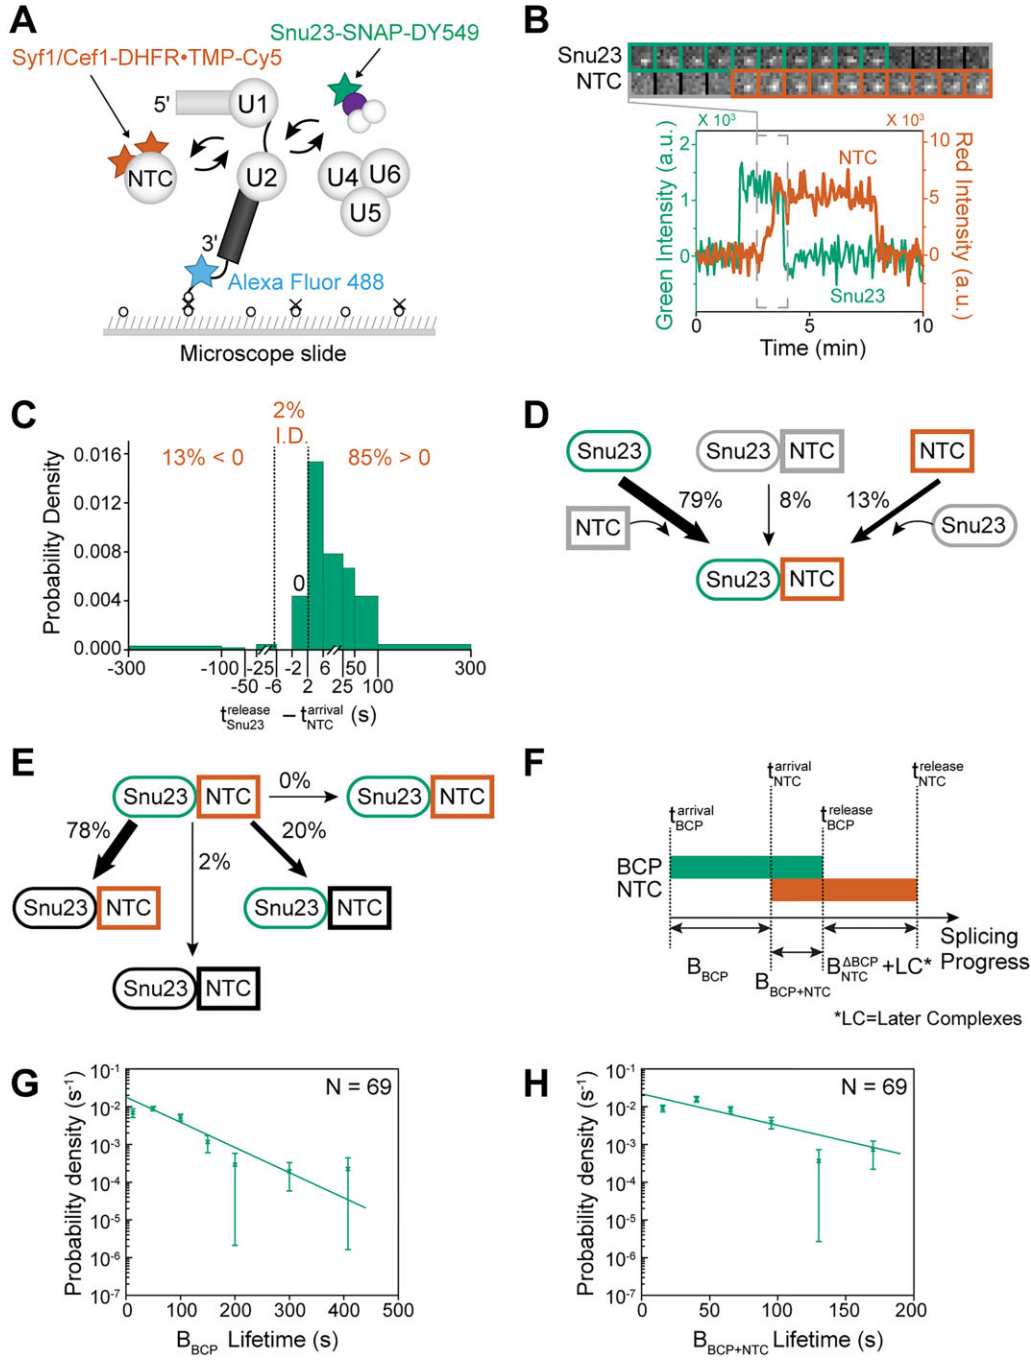 A
Snu23-SNAP-DY549
Syf1/Cef1-DHFR•TMP-Cy5
5'
U1
NTC
U2
U4
U6
U5
3'
Alexa Fluor 488
Microscope slide
B
Snu23
NTC
X 10³
X 10³
Green Intensity (a.u.)
Red Intensity (a.u.)
2
1
0
10
5
0
NTC
Snu23
0
5
10
Time (min)
C
2%
I.D.
13% < 0
85% > 0
Probability Density
0.016
0.012
0.008
0.004
0.000
0
-300
-100
-50
-25
-6
-2
2
6
25
50
100
300
t^release_Snu23 – t^arrival_NTC (s)
D
Snu23
Snu23
NTC
NTC
79%
8%
13%
NTC
Snu23
Snu23
NTC
E
Snu23
NTC
0%
Snu23
NTC
78%
2%
20%
Snu23
NTC
Snu23
NTC
Snu23
NTC
F
t^arrival_NTC
t^release_NTC
t^arrival_BCP
t^release_BCP
BCP
NTC
Splicing
Progress
B_BCP
B_BCP+NTC
B^ΔBCP_NTC +LC*
*LC=Later Complexes
G
N = 69
Probability density (s⁻¹)
10⁻¹
10⁻²
10⁻³
10⁻⁴
10⁻⁵
10⁻⁶
10⁻⁷
0
100
200
300
400
500
B_BCP Lifetime (s)
H
N = 69
Probability density (s⁻¹)
10⁻¹
10⁻²
10⁻³
10⁻⁴
10⁻⁵
10⁻⁶
10⁻⁷
0
50
100
150
200
B_BCP+NTC Lifetime (s)